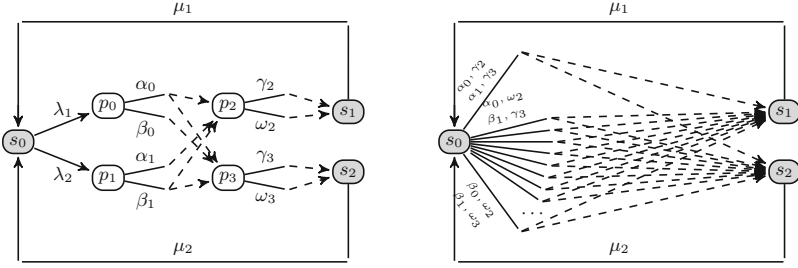 μ₁
μ₁
α₀
γ₂
λ₁
p₀
p₂
s₁
β₀
ω₂
s₀
α₁
γ₃
λ₂
p₁
p₃
s₂
β₁
ω₃
μ₂
α₀, γ₂
α₁, γ₃
α₀, ω₂
β₁, γ₃
s₀
s₁
s₂
β₀, ω₂
β₁, ω₃
...
μ₂